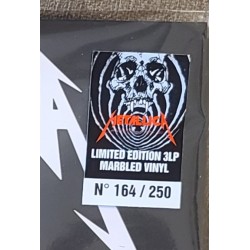 METALLICA
LIMITED EDITION 3LP
MARBLED VINYL
N° 164 / 250